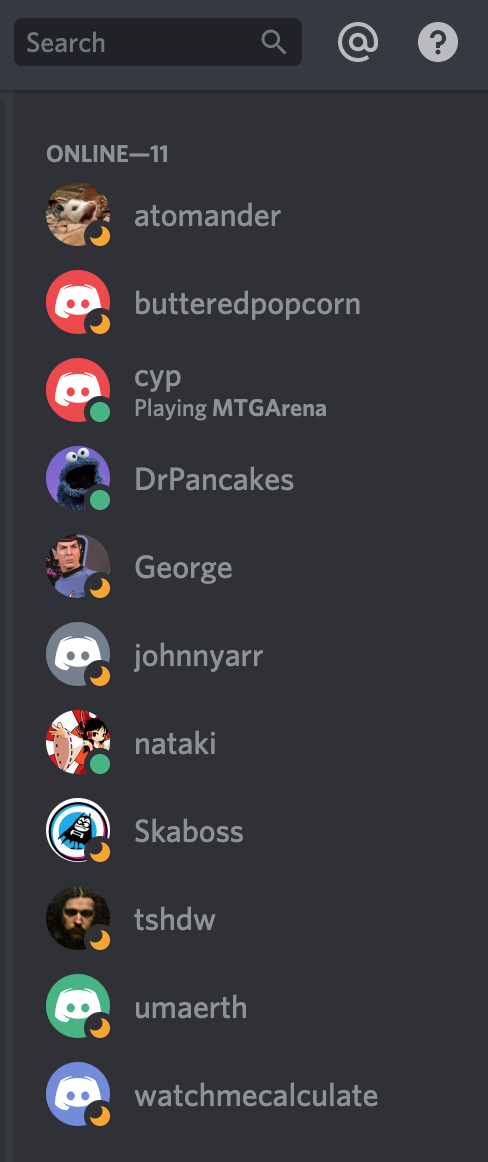 Search
ONLINE—11
atomander
butteredpopcorn
cyp
Playing MTGArena
DrPancakes
George
johnnyarr
nataki
Skaboss
tshdw
umaerth
watchmecalculate